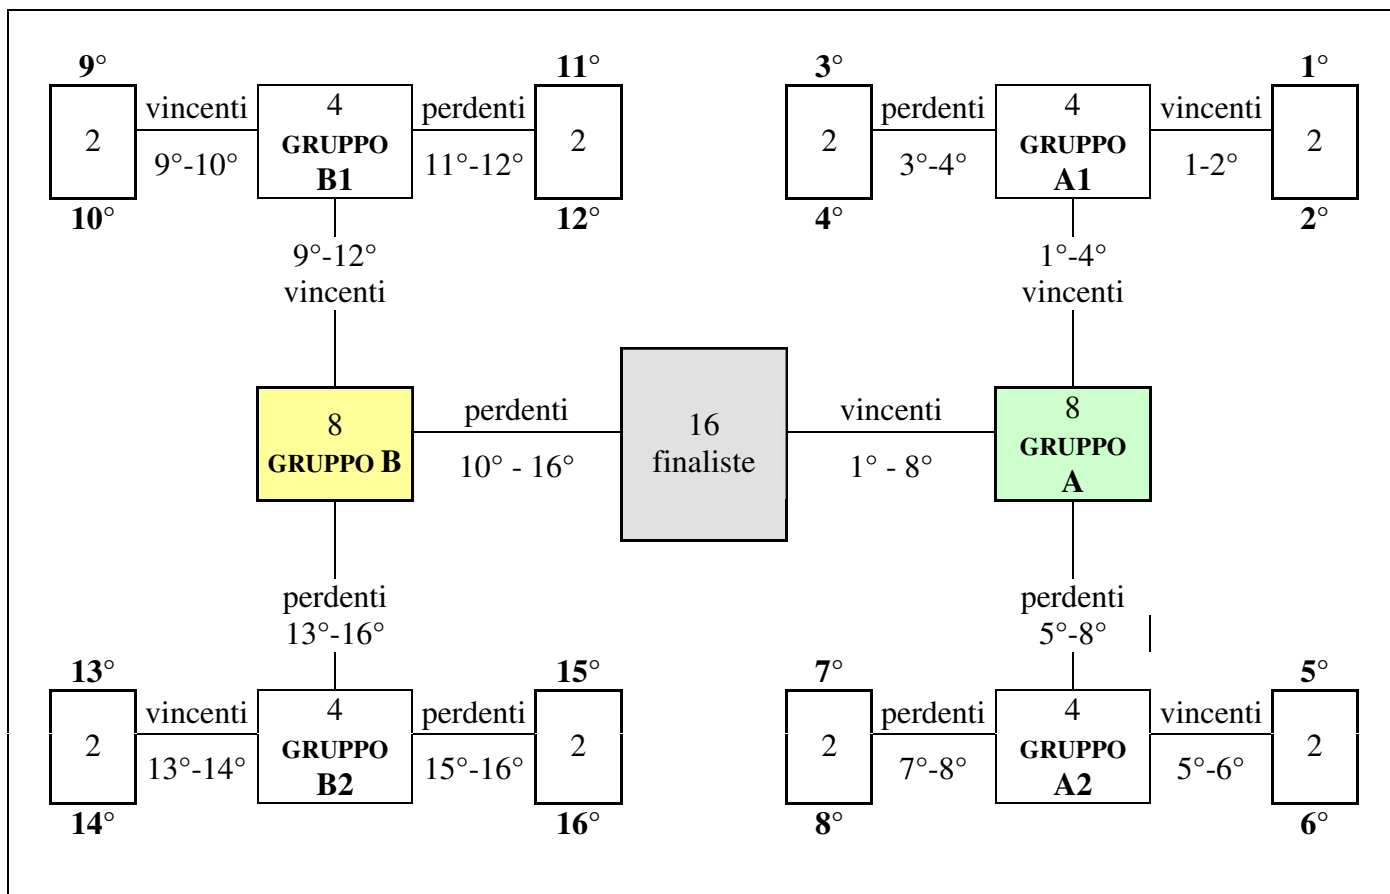 9° 11° 3° 1°
vincenti 4 perdenti perdenti 4 vincenti
2 GRUPPO 2 2 GRUPPO 2
9°-10° B1 11°-12° 3°-4° A1 1-2°
10° 12° 4° 2°
9°-12° 1°-4°
vincenti vincenti
perdenti vincenti
8 16 8
GRUPPO B finaliste GRUPPO
10° - 16° 1° - 8° A
perdenti perdenti
13°-16° 5°-8°
13° 15° 7° 5°
vincenti 4 perdenti perdenti 4 vincenti
2 GRUPPO 2 2 GRUPPO 2
13°-14° B2 15°-16° 7°-8° A2 5°-6°
14° 16° 8° 6°